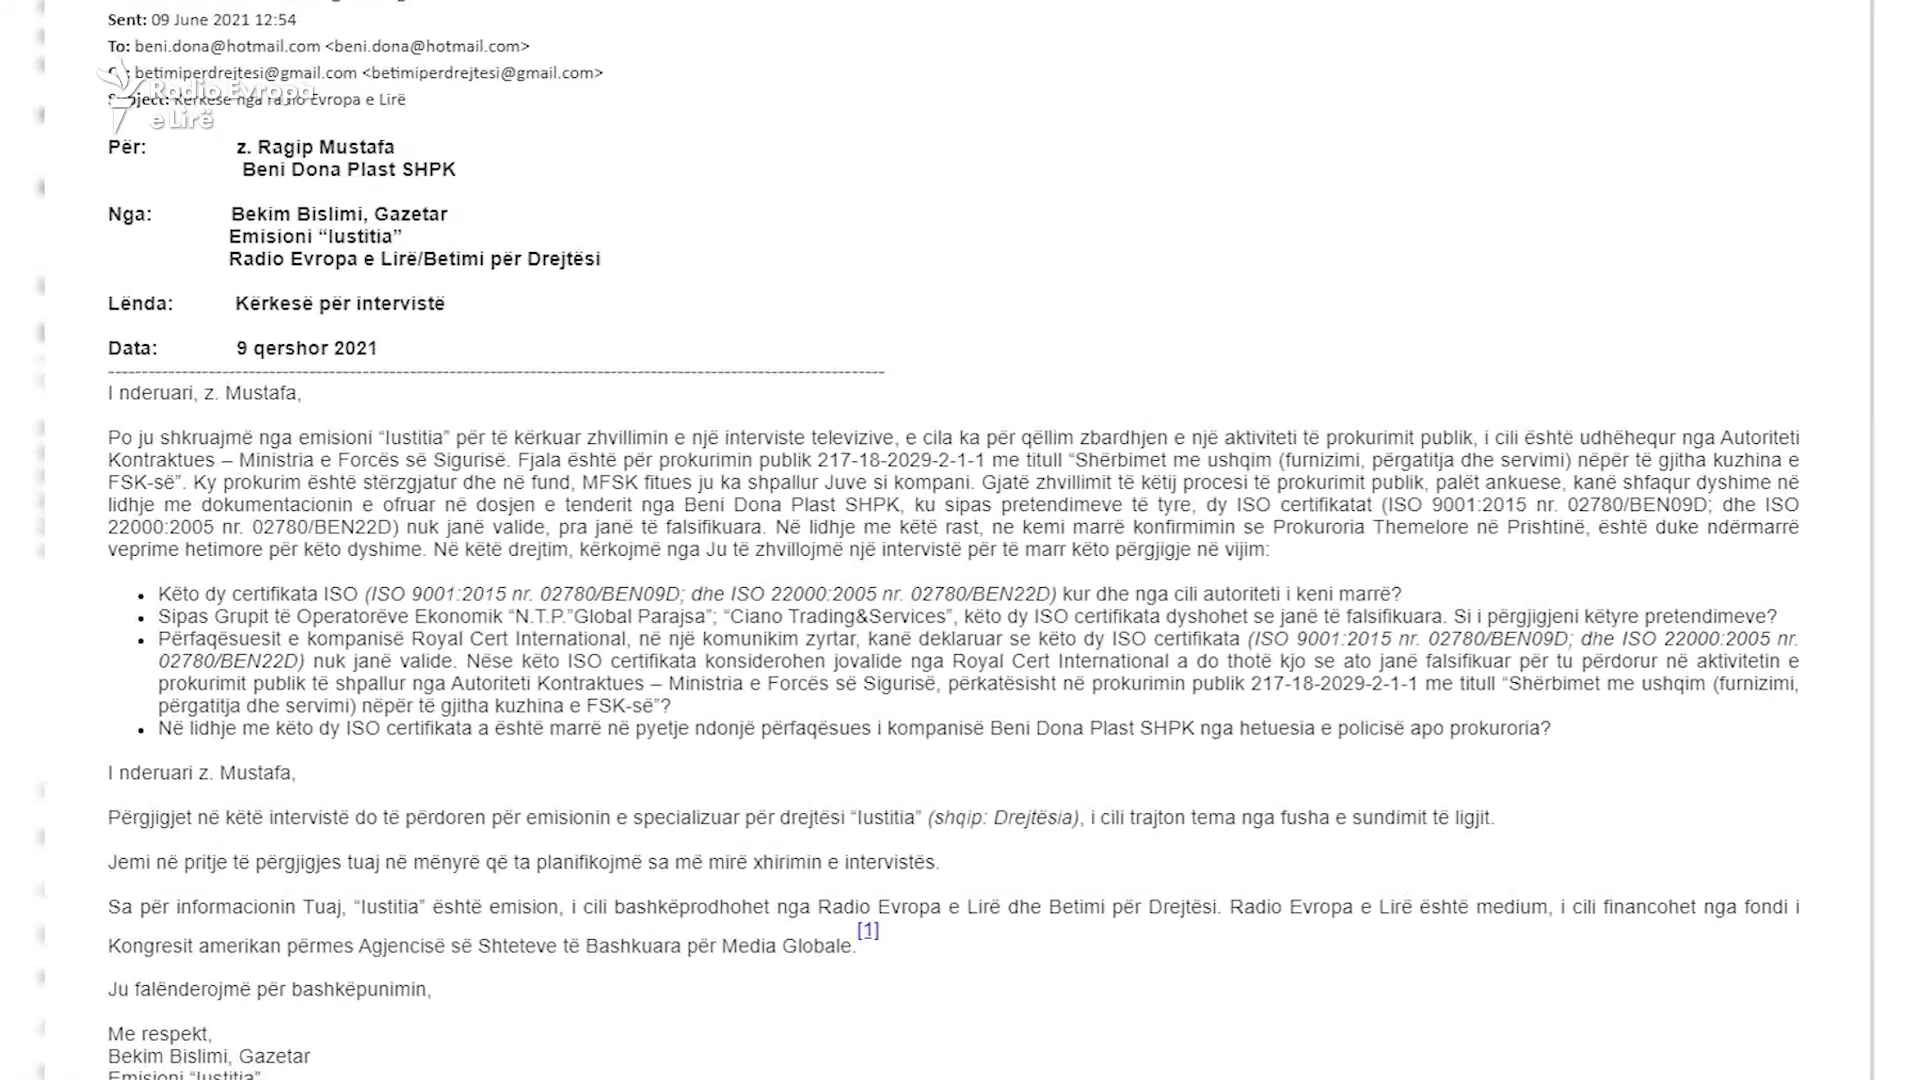 Sent: 09 June 2021 12:54
To: beni.dona@hotmail.com <beni.dona@hotmail.com>
betimiperdrejtesi@gmail.com <betimiperdrejtesi@gmail.com>
Subject: Kërkesë nga radio Evropa e Lirë
Radio Evropa
e Lirë
Për: z. Ragip Mustafa
Beni Dona Plast SHPK
Nga: Bekim Bislimi, Gazetar
Emisioni “Iustitia”
Radio Evropa e Lirë/Betimi për Drejtësi
Lënda: Kërkesë për intervistë
Data: 9 qershor 2021
I nderuari, z. Mustafa,
Po ju shkruajmë nga emisioni “Iustitia” për të kërkuar zhvillimin e një interviste televizive, e cila ka për qëllim zbardhjen e një aktiviteti të prokurimit publik, i cili është udhëhequr nga Autoriteti
Kontraktues – Ministria e Forcës së Sigurisë. Fjala është për prokurimin publik 217-18-2029-2-1-1 me titull “Shërbimet me ushqim (furnizimi, përgatitja dhe servimi) nëpër të gjitha kuzhina e
FSK-së”. Ky prokurim është stërzgjatur dhe në fund, MFSK fitues ju ka shpallur Juve si kompani. Gjatë zhvillimit të këtij procesi të prokurimit publik, palët ankuese, kanë shfaqur dyshime në
lidhje me dokumentacionin e ofruar në dosjen e tenderit nga Beni Dona Plast SHPK, ku sipas pretendimeve të tyre, dy ISO certifikatat (ISO 9001:2015 nr. 02780/BEN09D; dhe ISO
22000:2005 nr. 02780/BEN22D) nuk janë valide, pra janë të falsifikuara. Në lidhje me këtë rast, ne kemi marrë konfirmimin se Prokuroria Themelore në Prishtinë, është duke ndërmarrë
veprime hetimore për këto dyshime. Në këtë drejtim, kërkojmë nga Ju të zhvillojmë një intervistë për të marr këto përgjigje në vijim:
• Këto dy certifikata ISO (ISO 9001:2015 nr. 02780/BEN09D; dhe ISO 22000:2005 nr. 02780/BEN22D) kur dhe nga cili autoriteti i keni marrë?
• Sipas Grupit të Operatorëve Ekonomik “N.T.P.”Global Parajsa”; “Ciano Trading&Services”, këto dy ISO certifikata dyshohet se janë të falsifikuara. Si i përgjigjeni këtyre pretendimeve?
• Përfaqësuesit e kompanisë Royal Cert International, në një komunikim zyrtar, kanë deklaruar se këto dy ISO certifikata (ISO 9001:2015 nr. 02780/BEN09D; dhe ISO 22000:2005 nr.
02780/BEN22D) nuk janë valide. Nëse këto ISO certifikata konsiderohen jovalide nga Royal Cert International a do thotë kjo se ato janë falsifikuar për tu përdorur në aktivitetin e
prokurimit publik të shpallur nga Autoriteti Kontraktues – Ministria e Forcës së Sigurisë, përkatësisht në prokurimin publik 217-18-2029-2-1-1 me titull “Shërbimet me ushqim (furnizimi,
përgatitja dhe servimi) nëpër të gjitha kuzhina e FSK-së”?
• Në lidhje me këto dy ISO certifikata a është marrë në pyetje ndonjë përfaqësues i kompanisë Beni Dona Plast SHPK nga hetuesia e policisë apo prokuroria?
I nderuari z. Mustafa,
Përgjigjet në këtë intervistë do të përdoren për emisionin e specializuar për drejtësi “Iustitia” (shqip: Drejtësia), i cili trajton tema nga fusha e sundimit të ligjit.
Jemi në pritje të përgjigjes tuaj në mënyrë që ta planifikojmë sa më mirë xhirimin e intervistës.
Sa për informacionin Tuaj, “Iustitia” është emision, i cili bashkëprodhohet nga Radio Evropa e Lirë dhe Betimi për Drejtësi. Radio Evropa e Lirë është medium, i cili financohet nga fondi i
Kongresit amerikan përmes Agjencisë së Shteteve të Bashkuara për Media Globale.[1]
Ju falënderojmë për bashkëpunimin,
Me respekt,
Bekim Bislimi, Gazetar
Emisioni “Iustitia”